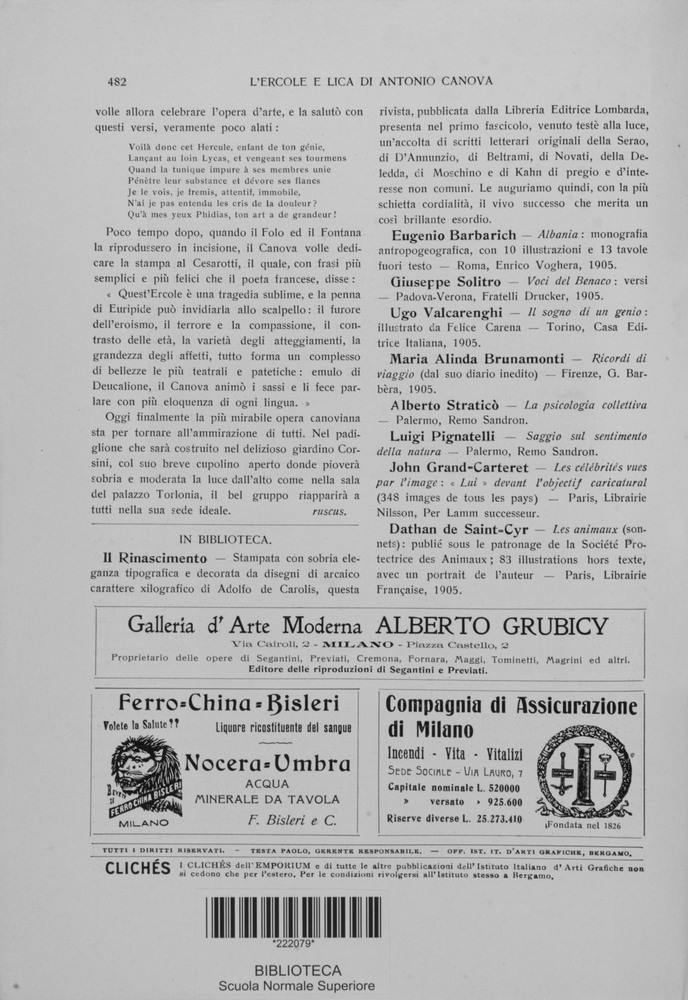 482
L'ERCOLE E LICA DI ANTONIO CANOVA
volle allora celebrare l'opera d'arte, e la salutò con
questi versi, veramente poco alati :
Voilà donc cet Hercule, enfant de ton génie,
Lançant au loin Lycas, et vengeant ses tourmens
Quand la tunique impure à ses membres unie
Pénètre leur substance et dévore ses flancs
Je le vois, je fremis, attentif, immobile,
N'ai je pas entendu les cris de la douleur?
Qu'à mes yeux Phidias, ton art a de grandeur!
Poco tempo dopo, quando il Folo ed il Fontana
la riprodussero in incisione, il Canova volle dedi-
care la stampa al Cesarotti, il quale, con frasi più
semplici e più felici che il poeta francese, disse :
« Quest'Ercole è una tragedia sublime, e la penna
di Euripide può invidiarla allo scalpello : il furore
dell'eroismo, il terrore e la compassione, il con-
trasto delle età, la varietà degli atteggiamenti, la
grandezza degli affetti, tutto forma un complesso
di bellezze le più teatrali e patetiche : emulo di
Deucalione, il Canova animò i sassi e li fece par-
lare con più eloquenza di ogni lingua. »
Oggi finalmente la più mirabile opera canoviana
sta per tornare all'ammirazione di tutti. Nel padi-
glione che sarà costruito nel delizioso giardino Cor-
sini, col suo breve cupolino aperto donde pioverà
sobria e moderata la luce dall'alto come nella sala
del palazzo Torlonia, il bel gruppo riapparirà a
tutti nella sua sede ideale. ruscus.
IN BIBLIOTECA.
Il Rinascimento — Stampata con sobria ele-
ganza tipografica e decorata da disegni di arcaico
carattere xilografico di Adolfo de Carolis, questa
rivista, pubblicata dalla Libreria Editrice Lombarda,
presenta nel primo fascicolo, venuto testè alla luce,
un'accolta di scritti letterari originali della Serao,
di D'Annunzio, di Beltrami, di Novati, della De-
ledda, di Moschino e di Kahn di pregio e d'inte-
resse non comuni. Le auguriamo quindi, con la più
schietta cordialità, il vivo successo che merita un
così brillante esordio.
Eugenio Barbarich — Albania : monografia
antropogeografica, con 10 illustrazioni e 13 tavole
fuori testo — Roma, Enrico Voghera, 1905.
Giuseppe Solitro — Voci del Benaco : versi
— Padova-Verona, Fratelli Drucker, 1905.
Ugo Valcarenghi — Il sogno di un genio :
illustrato da Felice Carena — Torino, Casa Edi-
trice Italiana, 1905.
Maria Alinda Brunamonti — Ricordi di
viaggio (dal suo diario inedito) — Firenze, G. Bar-
bèra, 1905.
Alberto Straticò — La psicologia collettiva
— Palermo, Remo Sandron.
Luigi Pignatelli — Saggio sul sentimento
della natura — Palermo, Remo Sandron.
John Grand-Carteret — Les célébrités vues
par l'image : « Lui » devant l'objectif caricatural
(348 images de tous les pays) — Paris, Librairie
Nilsson, Per Lamm successeur.
Dathan de Saint-Cyr — Les animaux (son-
nets) : publié sous le patronage de la Société Pro-
tectrice des Animaux ; 83 illustrations hors texte,
avec un portrait de l'auteur — Paris, Librairie
Française, 1905.
Galleria d'Arte Moderna ALBERTO GRUBICY
Via Cairoli, 2 - MILANO - Piazza Castello, 2
Proprietario delle opere di Segantini, Previati, Cremona, Fornara, Maggi, Tominetti, Magrini ed altri.
Editore delle riproduzioni di Segantini e Previati.
Ferro-China-Bisleri
Volete la Salute??
Liquore ricostituente del sangue
Nocera-Umbra
ACQUA
MINERALE DA TAVOLA
F. Bisleri e C.
BEVETE
IL
FERRO CHINA BISLERI
MILANO
Compagnia di Assicurazione
di Milano
Incendi - Vita - Vitalizi
SEDE SOCIALE - VIA LAURO, 7
Capitale nominale L. 520000
» versato » 925.600
Riserve diverse L. 25.273.410
Fondata nel 1826
TUTTI I DIRITTI RISERVATI. - TESTA PAOLO, GERENTE RESPONSABILE. — OFF. IST. IT. D'ARTI GRAFICHE, BERGAMO.
CLICHÉS I CLICHÉS dell'EMPORIUM e di tutte le altre pubblicazioni dell'Istituto Italiano d'Arti Grafiche non
si cedono che per l'estero. Per le condizioni rivolgersi all'Istituto stesso a Bergamo.
*222079*
BIBLIOTECA
Scuola Normale Superiore